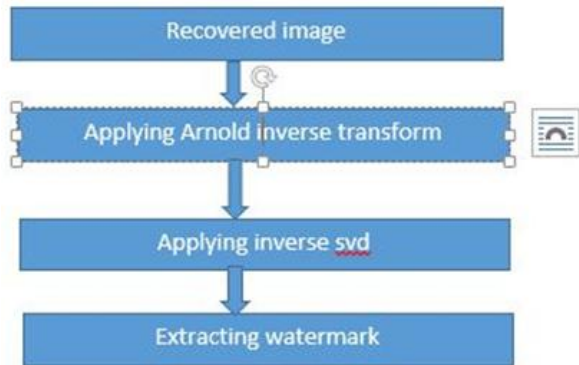 Recovered image
Applying Arnold inverse transform
Applying inverse svd
Extracting watermark